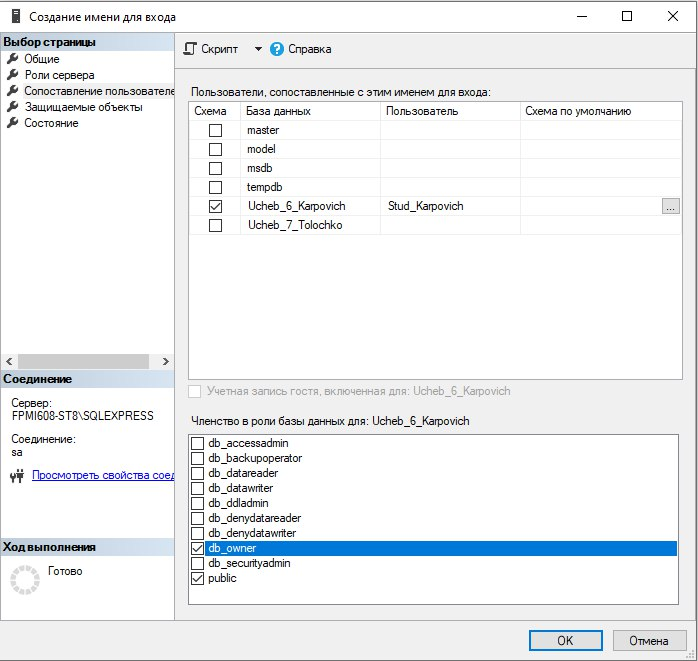 Создание имени для входа
Выбор страницы
Общие
Роли сервера
Сопоставление пользователе
Защищаемые объекты
Состояние
Скрипт
Справка
Пользователи, сопоставленные с этим именем для входа:
Схема База данных Пользователь Схема по умолчанию
master
model
msdb
tempdb
Ucheb_6_Karpovich Stud_Karpovich ...
Ucheb_7_Tolochko
Учетная запись гостя, включенная для: Ucheb_6_Karpovich
Членство в роли базы данных для: Ucheb_6_Karpovich
db_accessadmin
db_backupoperator
db_datareader
db_datawriter
db_ddladmin
db_denydatareader
db_denydatawriter
db_owner
db_securityadmin
public
Соединение
Сервер:
FPMI608-ST8\SQLEXPRESS
Соединение:
sa
Просмотреть свойства соед
Ход выполнения
Готово
OK
Отмена